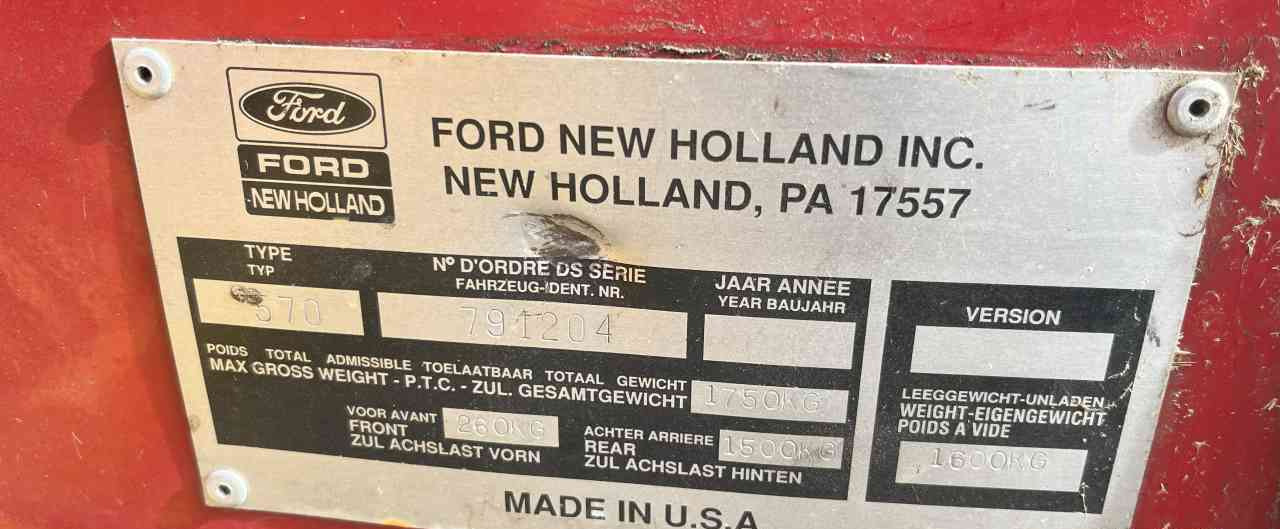 Ford
FORD
NEW HOLLAND
FORD NEW HOLLAND INC.
NEW HOLLAND, PA 17557
TYPE
TYP
570
Nº D'ORDRE DS SERIE
FAHRZEUG-IDENT. NR.
791204
JAAR ANNEE
YEAR BAUJAHR
VERSION
POIDS TOTAL ADMISSIBLE TOELAATBAAR TOTAAL GEWICHT
MAX GROSS WEIGHT - P.T.C. - ZUL. GESAMTGEWICHT
1750KG
VOOR AVANT
FRONT
ZUL ACHSLAST VORN
260KG
ACHTER ARRIERE
REAR
ZUL ACHSLAST HINTEN
1500KG
LEEGGEWICHT-UNLADEN
WEIGHT-EIGENGEWICHT
POIDS A VIDE
1600KG
MADE IN U.S.A